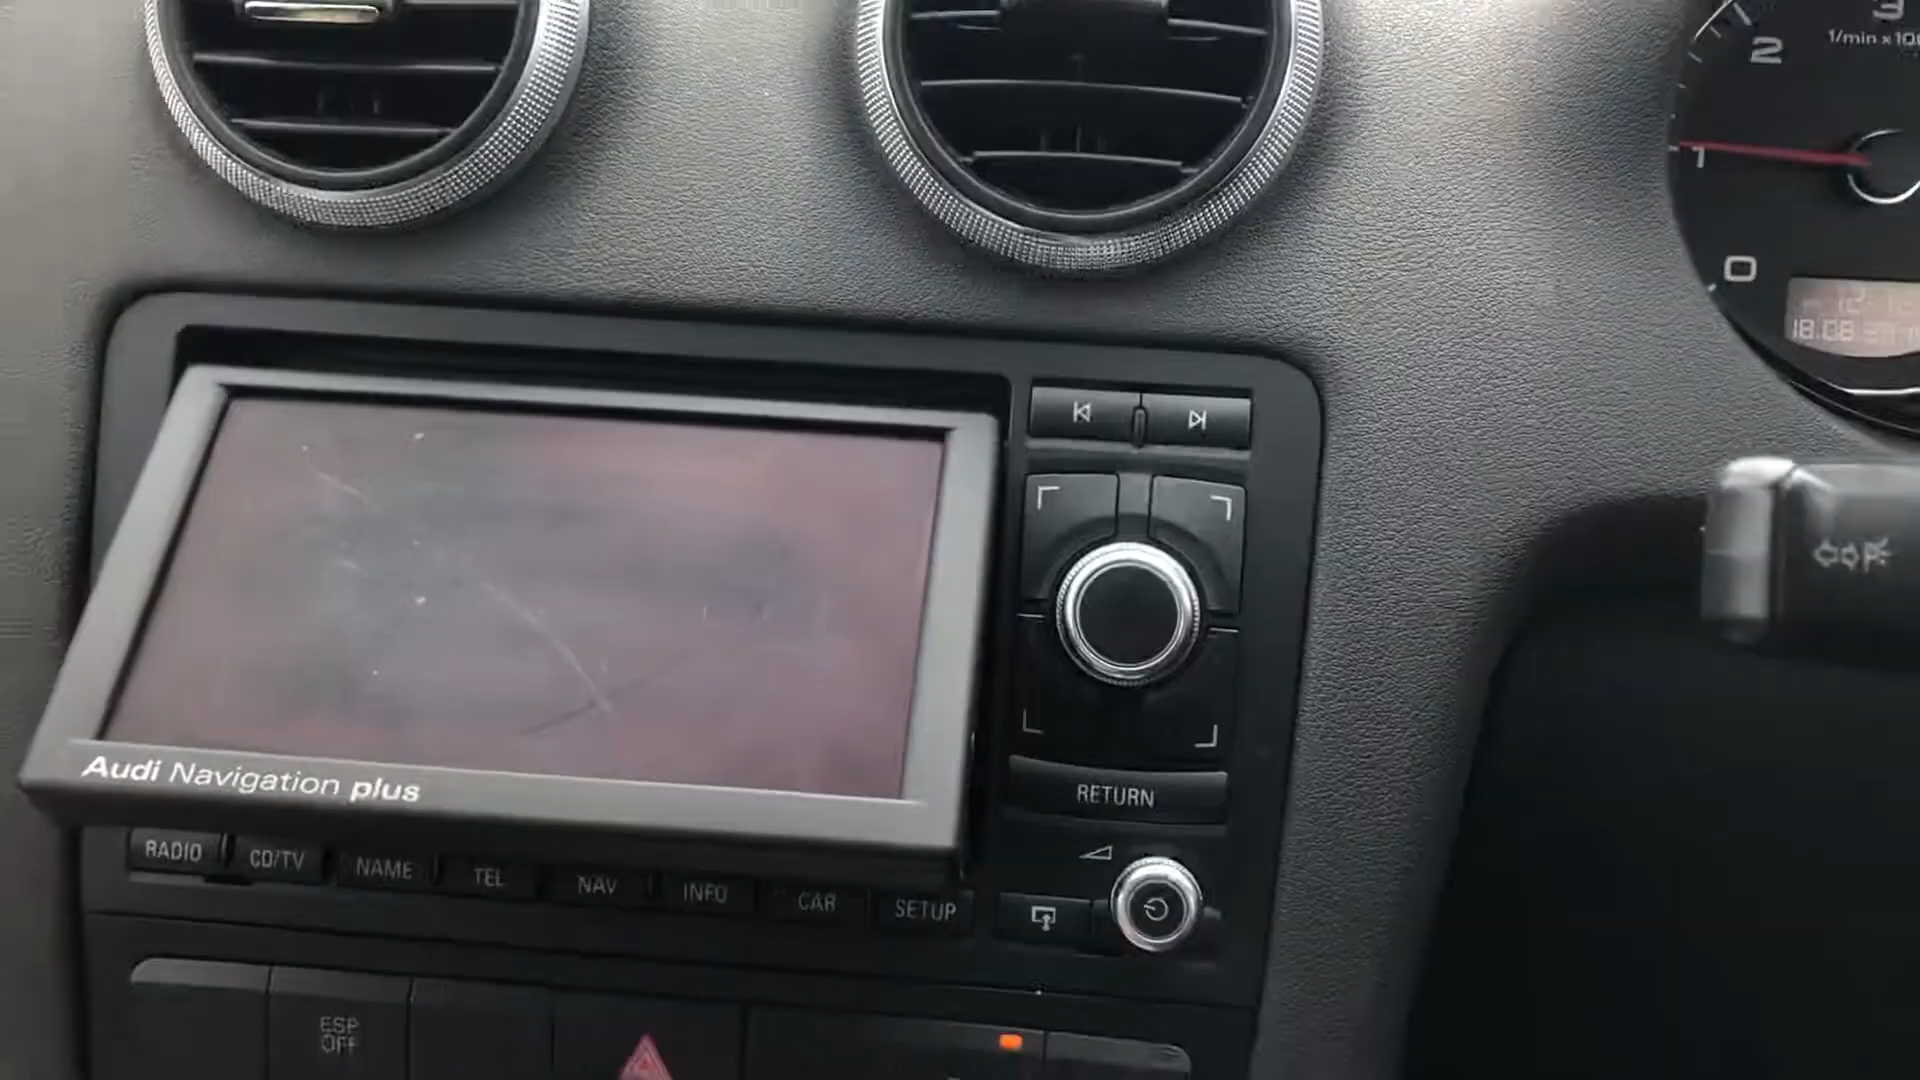 3
1/min x 100
2
1
0
18.08
Audi Navigation plus
RETURN
RADIO
CD/TV
NAME
TEL
NAV
INFO
CAR
SETUP
ESP
OFF